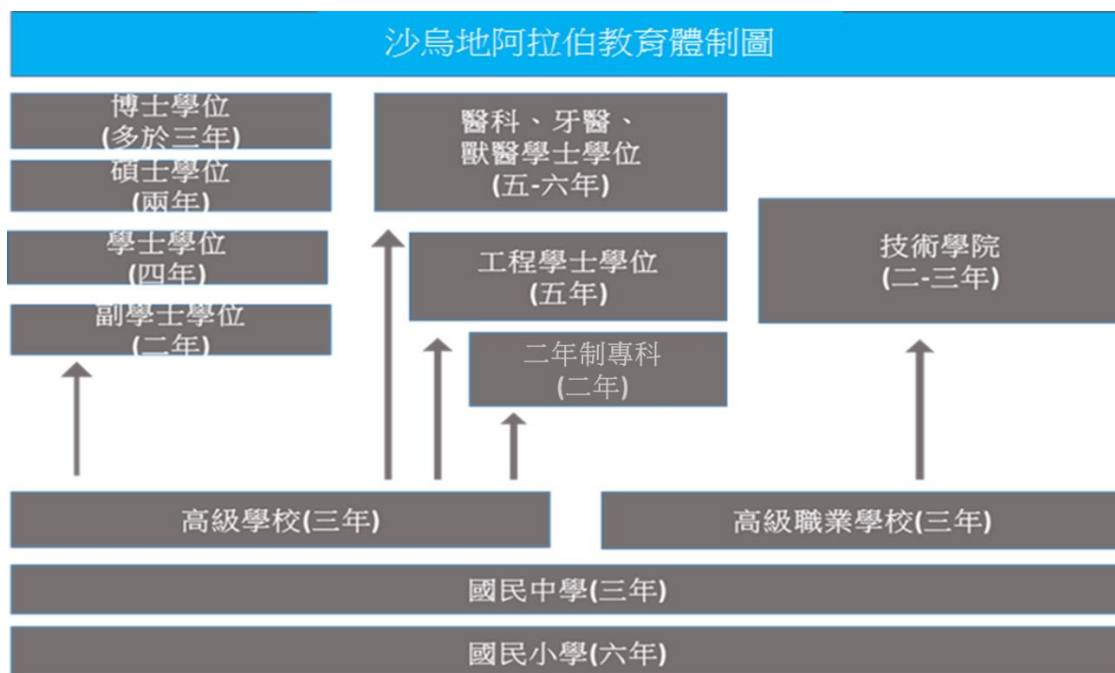 沙烏地阿拉伯教育體制圖
博士學位
(多於三年)
碩士學位
(兩年)
學士學位
(四年)
副學士學位
(二年)
醫科、牙醫、
獸醫學士學位
(五-六年)
工程學士學位
(五年)
二年制專科
(二年)
技術學院
(二-三年)
高級學校(三年)
高級職業學校(三年)
國民中學(三年)
國民小學(六年)